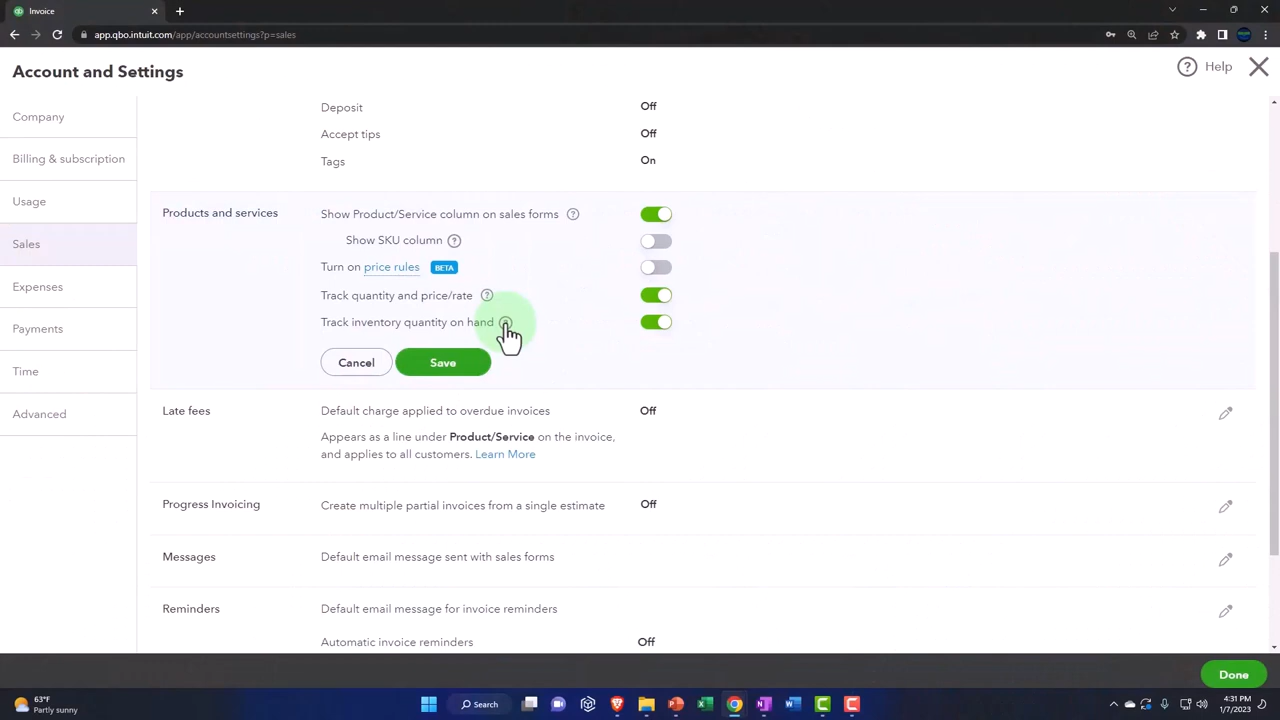 Invoice
app.qbo.intuit.com/app/accountsettings?p=sales
Account and Settings
Help
Company
Billing & subscription
Usage
Sales
Expenses
Payments
Time
Advanced
Deposit Off
Accept tips Off
Tags On
Products and services
Show Product/Service column on sales forms
Show SKU column
Turn on price rules BETA
Track quantity and price/rate
Track inventory quantity on hand
Cancel Save
Late fees Default charge applied to overdue invoices Off
Appears as a line under Product/Service on the invoice,
and applies to all customers. Learn More
Progress Invoicing Create multiple partial invoices from a single estimate Off
Messages Default email message sent with sales forms
Reminders Default email message for invoice reminders
Automatic invoice reminders Off
Done
63°F
Partly sunny
Search
4:31 PM
1/7/2023